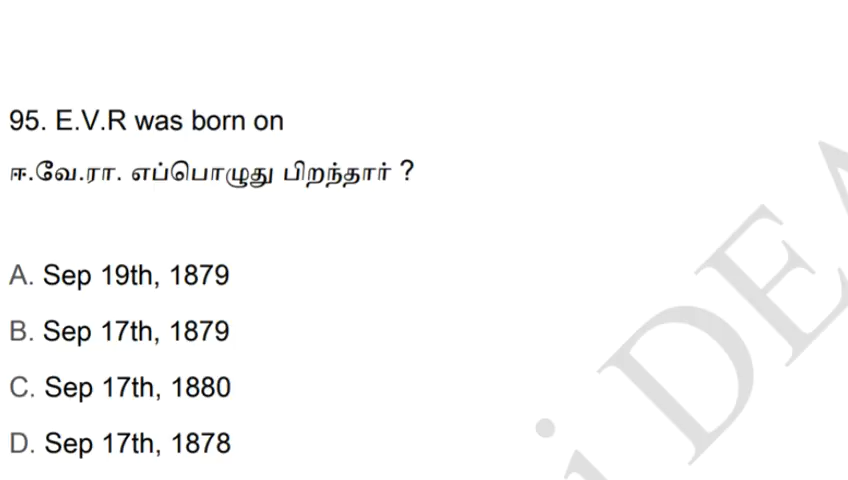 95. E.V.R was born on
ஈ.வே.ரா. எப்பொழுது பிறந்தார் ?
A. Sep 19th, 1879
B. Sep 17th, 1879
C. Sep 17th, 1880
D. Sep 17th, 1878